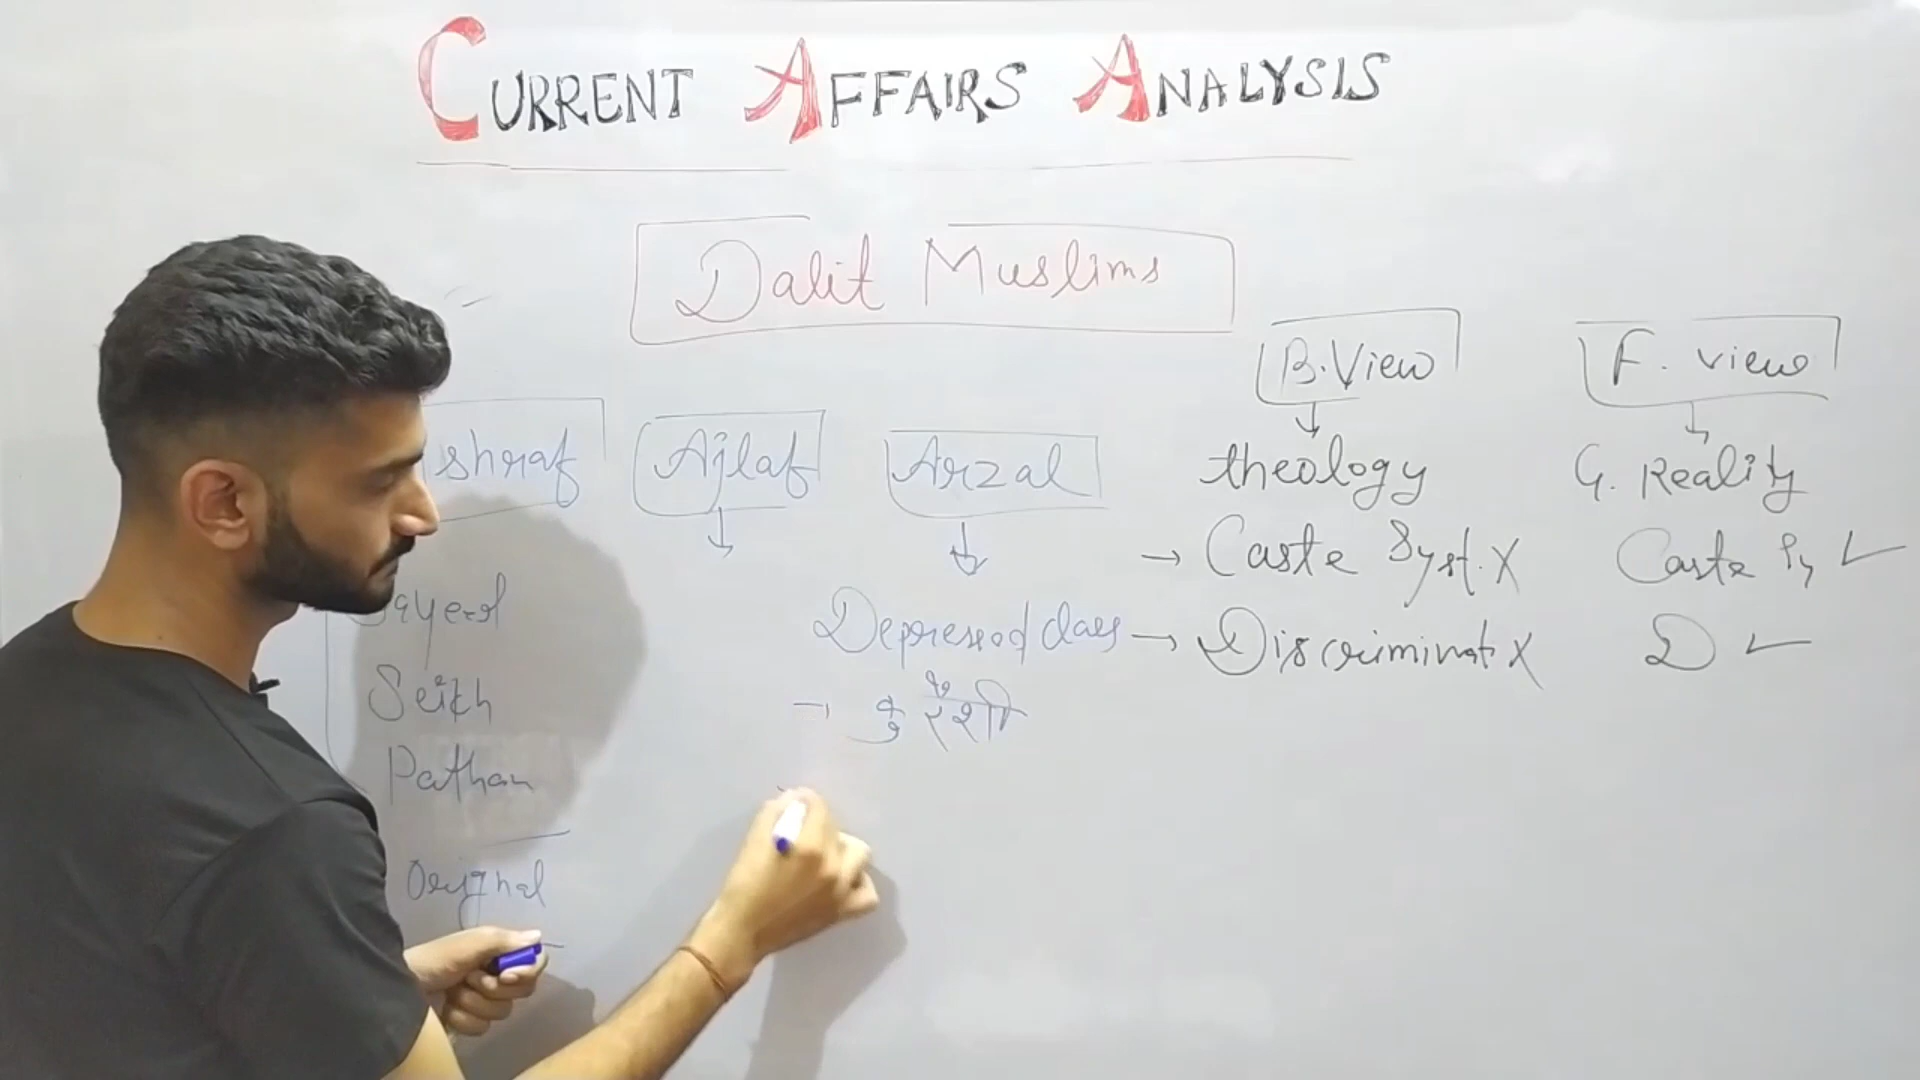 CURRENT AFFAIRS ANALYSIS
Dalit Muslims
B.View
F. view
shraf
Ajlaf
Arzal
theology
G. Reality
→ Caste Syst. X
Caste Sy ✓
Depressed class
→ Discriminat X
D ✓
Seikh
→ कुरैशी
Pathan
Orignal